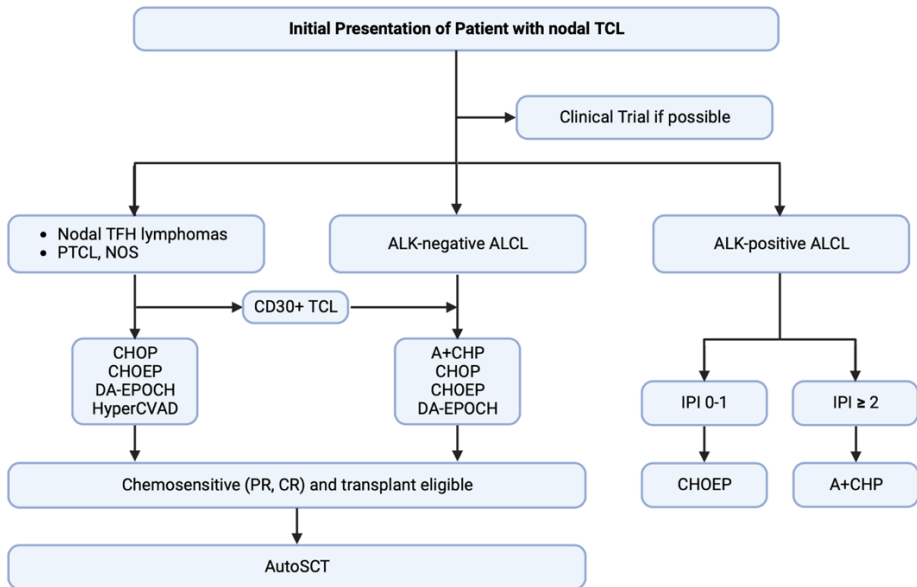 Initial Presentation of Patient with nodal TCL
Clinical Trial if possible
• Nodal TFH lymphomas
• PTCL, NOS
ALK-negative ALCL
ALK-positive ALCL
CD30+ TCL
CHOP
CHOEP
DA-EPOCH
HyperCVAD
A+CHP
CHOP
CHOEP
DA-EPOCH
IPI 0-1
IPI ≥ 2
CHOEP
A+CHP
Chemosensitive (PR, CR) and transplant eligible
AutoSCT